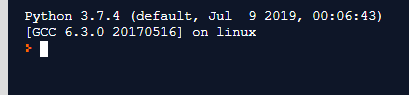 Python 3.7.4 (default, Jul  9 2019, 00:06:43)
[GCC 6.3.0 20170516] on linux
>